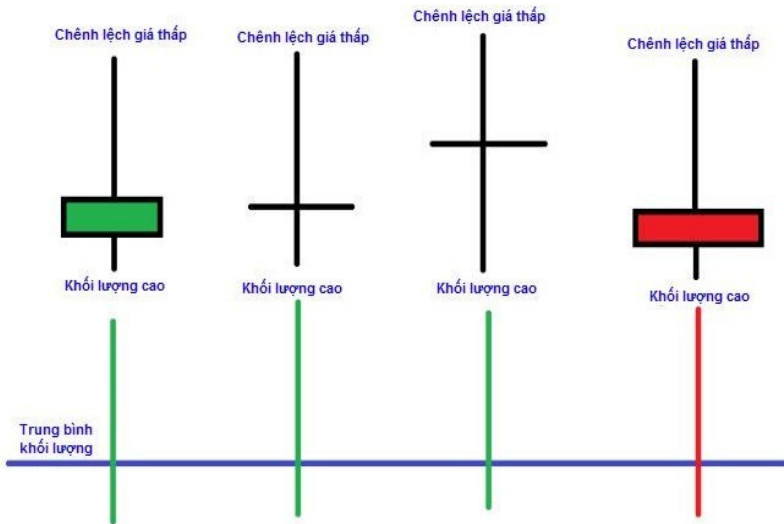 Chênh lệch giá thấp
Chênh lệch giá thấp
Chênh lệch giá thấp
Chênh lệch giá thấp
Khối lượng cao
Khối lượng cao
Khối lượng cao
Khối lượng cao
Trung bình
khối lượng